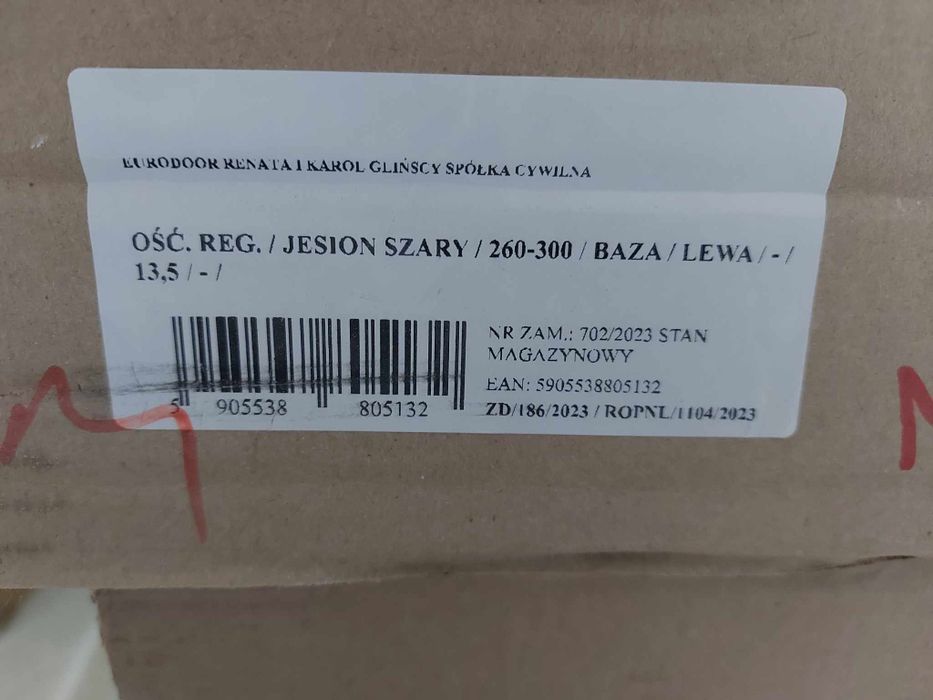 EURODOOR RENATA I KAROL GLIŃSCY SPÓŁKA CYWILNA
OŚĆ. REG. / JESION SZARY / 260-300 / BAZA / LEWA / - /
13,5 / - /
NR ZAM.: 702/2023 STAN
MAGAZYNOWY
EAN: 5905538805132
ZD/186/2023 / ROPNL/1104/2023
5 905538 805132